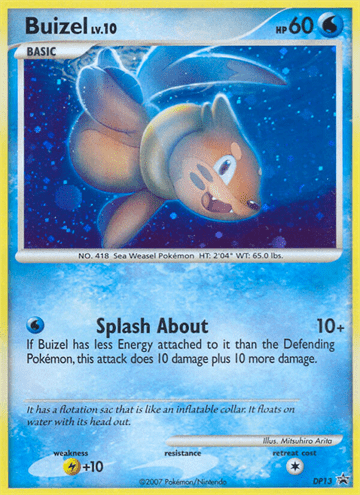 Buizel LV.10 HP 60
BASIC
NO. 418 Sea Weasel Pokémon HT: 2'04" WT: 65.0 lbs.
Splash About 10+
If Buizel has less Energy attached to it than the Defending
Pokémon, this attack does 10 damage plus 10 more damage.
It has a flotation sac that is like an inflatable collar. It floats on
water with its head out.
Illus. Mitsuhiro Arita
weakness resistance retreat cost
+10
©2007 Pokémon/Nintendo DP13